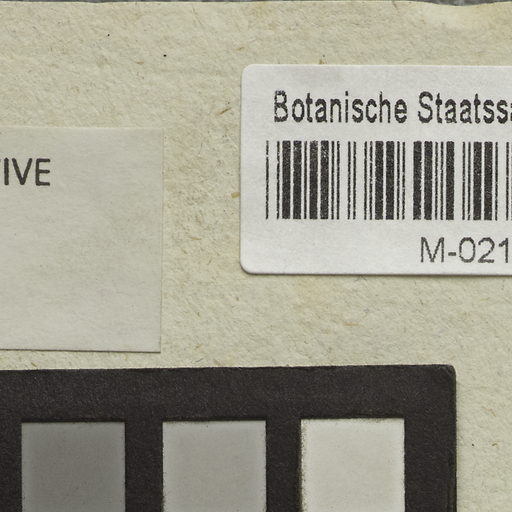 Botanische Staatssa
IVE
M-021